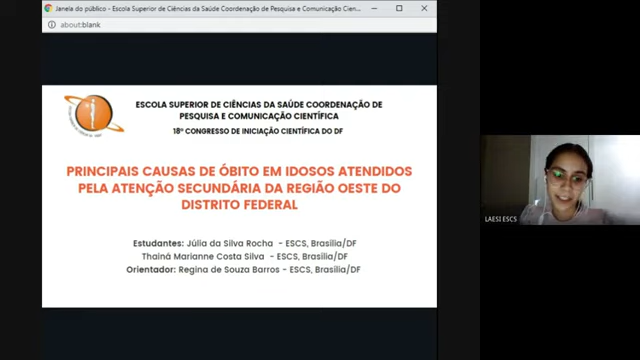 Janela do público - Escola Superior de Ciências da Saúde Coordenação de Pesquisa e Comunicação Cien...
about:blank
ESCOLA SUPERIOR DE CIÊNCIAS DA SAÚDE COORDENAÇÃO DE
PESQUISA E COMUNICAÇÃO CIENTÍFICA
18º CONGRESSO DE INICIAÇÃO CIENTÍFICA DO DF
PRINCIPAIS CAUSAS DE ÓBITO EM IDOSOS ATENDIDOS
PELA ATENÇÃO SECUNDÁRIA DA REGIÃO OESTE DO
DISTRITO FEDERAL
Estudantes: Júlia da Silva Rocha - ESCS, Brasília/DF
Thainá Marianne Costa Silva - ESCS, Brasília/DF
Orientador: Regina de Souza Barros - ESCS, Brasília/DF
LAESI ESCS